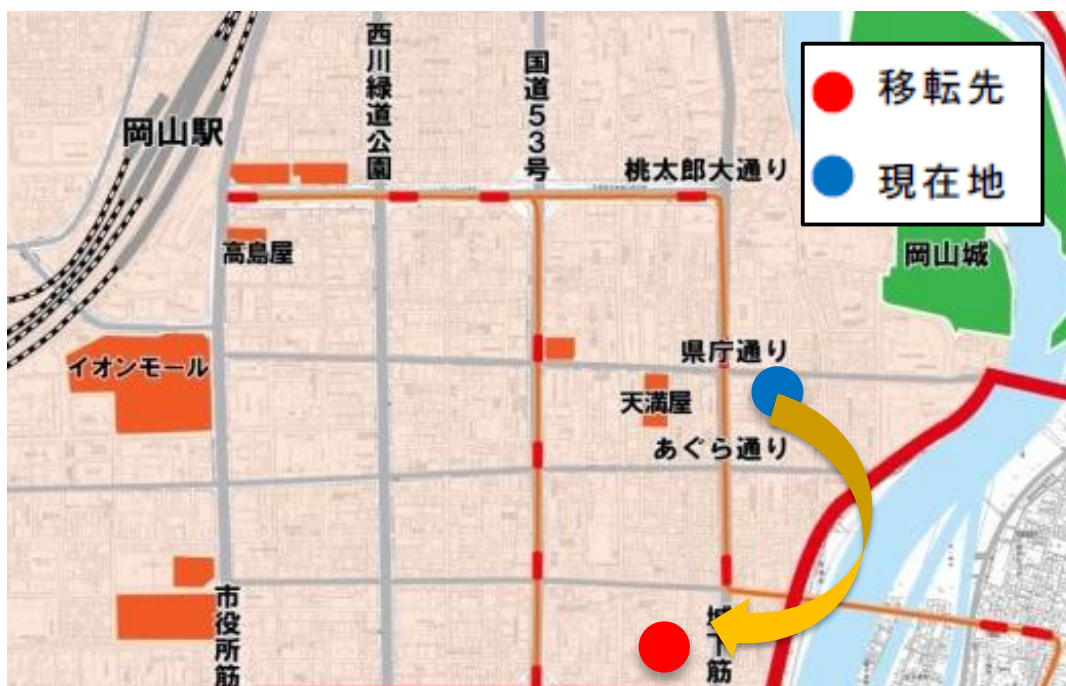 西川緑道公園
国道53号
移転先
現在地
岡山駅
桃太郎大通り
高島屋
岡山城
イオンモール
県庁通り
天満屋
あぐら通り
市役所筋
城下筋